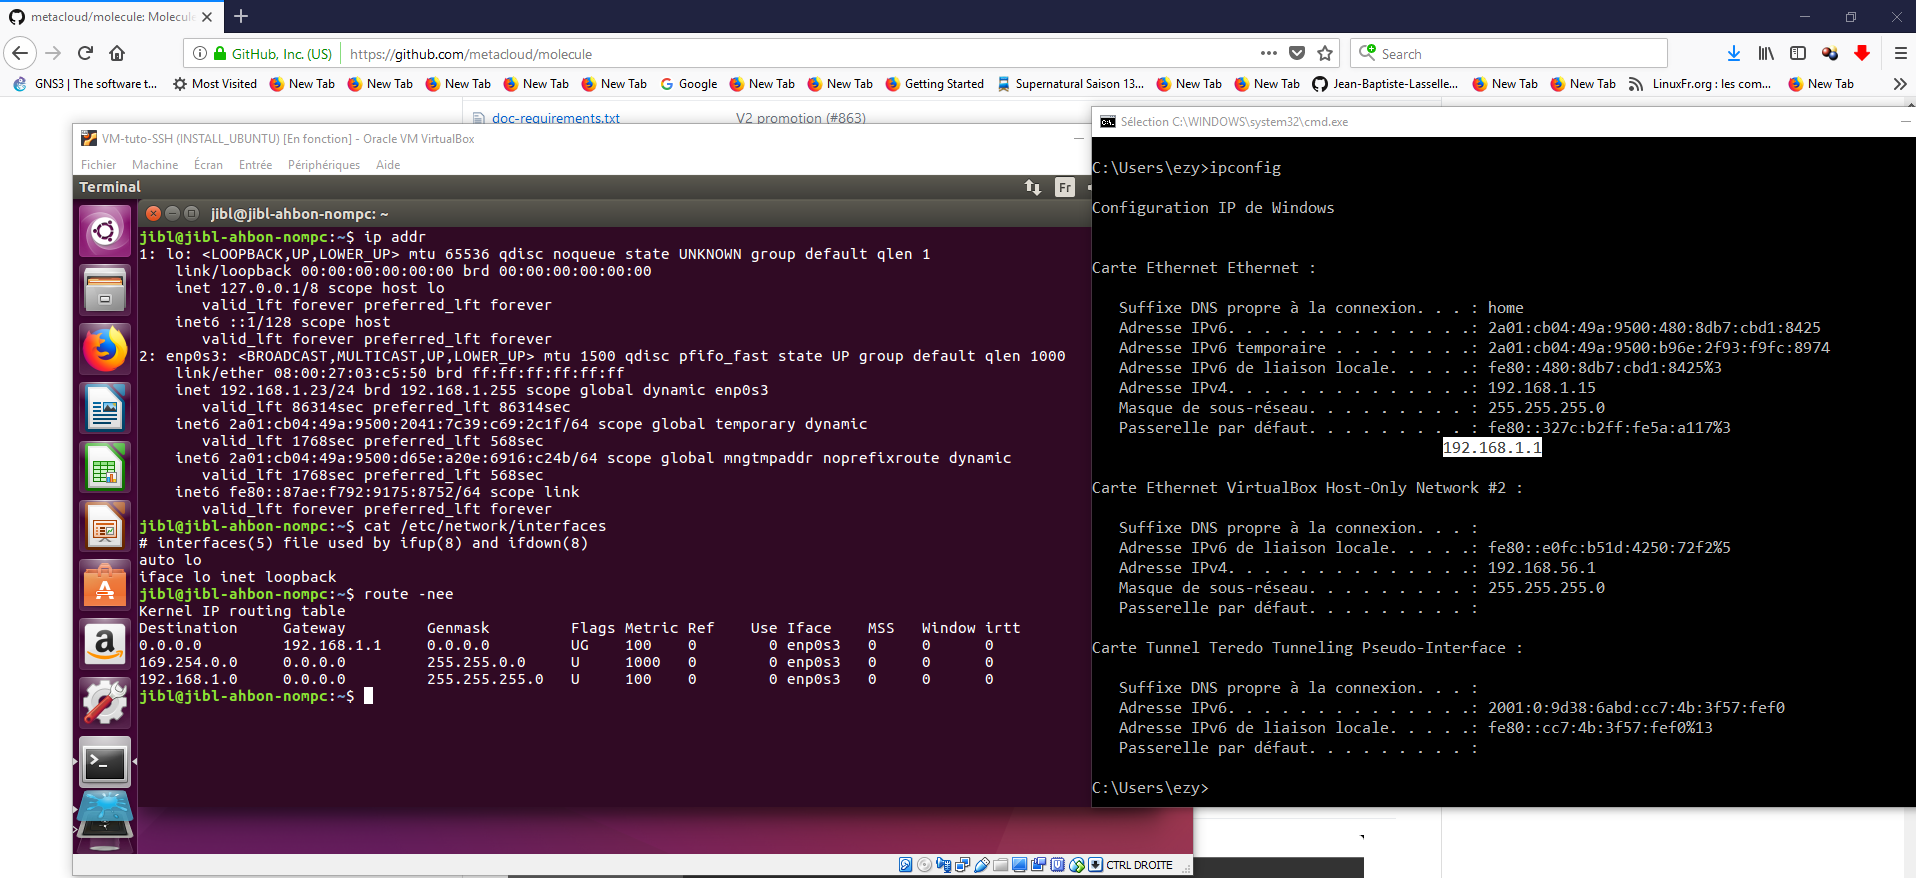 metacloud/molecule: Molecule
GitHub, Inc. (US)
https://github.com/metacloud/molecule
Search
GNS3 | The software t...
Most Visited
New Tab
New Tab
New Tab
New Tab
New Tab
Google
New Tab
New Tab
Getting Started
Supernatural Saison 13...
New Tab
New Tab
Jean-Baptiste-Lasselle...
New Tab
New Tab
LinuxFr.org : les com...
New Tab
doc-requirements.txt
V2 promotion (#863)
VM-tuto-SSH (INSTALL_UBUNTU) [En fonction] - Oracle VM VirtualBox
Fichier Machine Écran Entrée Périphériques Aide
Terminal
Fr
jibl@jibl-ahbon-nompc: ~
jibl@jibl-ahbon-nompc:~$ ip addr
1: lo: <LOOPBACK,UP,LOWER_UP> mtu 65536 qdisc noqueue state UNKNOWN group default qlen 1
link/loopback 00:00:00:00:00:00 brd 00:00:00:00:00:00
inet 127.0.0.1/8 scope host lo
valid_lft forever preferred_lft forever
inet6 ::1/128 scope host
valid_lft forever preferred_lft forever
2: enp0s3: <BROADCAST,MULTICAST,UP,LOWER_UP> mtu 1500 qdisc pfifo_fast state UP group default qlen 1000
link/ether 08:00:27:03:c5:50 brd ff:ff:ff:ff:ff:ff
inet 192.168.1.23/24 brd 192.168.1.255 scope global dynamic enp0s3
valid_lft 86314sec preferred_lft 86314sec
inet6 2a01:cb04:49a:9500:2041:7c39:c69:2c1f/64 scope global temporary dynamic
valid_lft 1768sec preferred_lft 568sec
inet6 2a01:cb04:49a:9500:d65e:a20e:6916:c24b/64 scope global mngtmpaddr noprefixroute dynamic
valid_lft 1768sec preferred_lft 568sec
inet6 fe80::87ae:f792:9175:8752/64 scope link
valid_lft forever preferred_lft forever
jibl@jibl-ahbon-nompc:~$ cat /etc/network/interfaces
# interfaces(5) file used by ifup(8) and ifdown(8)
auto lo
iface lo inet loopback
jibl@jibl-ahbon-nompc:~$ route -nee
Kernel IP routing table
Destination Gateway Genmask Flags Metric Ref Use Iface MSS Window irtt
0.0.0.0 192.168.1.1 0.0.0.0 UG 100 0 0 enp0s3 0 0 0
169.254.0.0 0.0.0.0 255.255.0.0 U 1000 0 0 enp0s3 0 0 0
192.168.1.0 0.0.0.0 255.255.255.0 U 100 0 0 enp0s3 0 0 0
jibl@jibl-ahbon-nompc:~$
CTRL DROITE
Sélection C:\WINDOWS\system32\cmd.exe
C:\Users\ezy>ipconfig
Configuration IP de Windows
Carte Ethernet Ethernet :
Suffixe DNS propre à la connexion. . . : home
Adresse IPv6. . . . . . . . . . . . . .: 2a01:cb04:49a:9500:480:8db7:cbd1:8425
Adresse IPv6 temporaire . . . . . . . .: 2a01:cb04:49a:9500:b96e:2f93:f9fc:8974
Adresse IPv6 de liaison locale. . . . .: fe80::480:8db7:cbd1:8425%3
Adresse IPv4. . . . . . . . . . . . . .: 192.168.1.15
Masque de sous-réseau. . . . . . . . . : 255.255.255.0
Passerelle par défaut. . . . . . . . . : fe80::327c:b2ff:fe5a:a117%3
192.168.1.1
Carte Ethernet VirtualBox Host-Only Network #2 :
Suffixe DNS propre à la connexion. . . :
Adresse IPv6 de liaison locale. . . . .: fe80::e0fc:b51d:4250:72f2%5
Adresse IPv4. . . . . . . . . . . . . .: 192.168.56.1
Masque de sous-réseau. . . . . . . . . : 255.255.255.0
Passerelle par défaut. . . . . . . . . :
Carte Tunnel Teredo Tunneling Pseudo-Interface :
Suffixe DNS propre à la connexion. . . :
Adresse IPv6. . . . . . . . . . . . . .: 2001:0:9d38:6abd:cc7:4b:3f57:fef0
Adresse IPv6 de liaison locale. . . . .: fe80::cc7:4b:3f57:fef0%13
Passerelle par défaut. . . . . . . . . :
C:\Users\ezy>